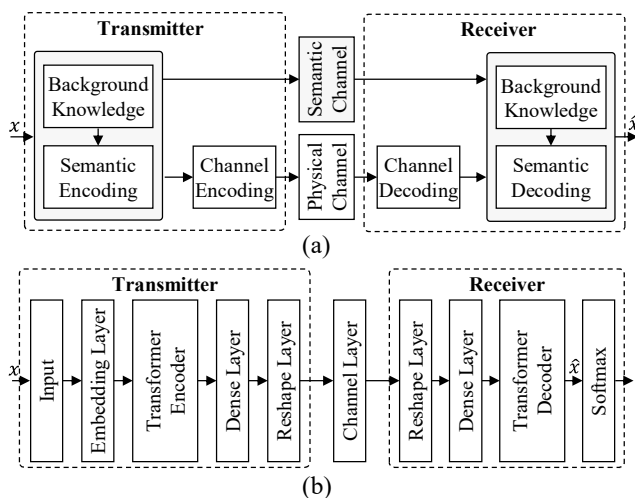 Transmitter
Receiver
x
Background
Knowledge
Semantic
Encoding
Channel
Encoding
Semantic
Channel
Physical
Channel
Channel
Decoding
Background
Knowledge
Semantic
Decoding
x̂
(a)
Transmitter
Receiver
x
Input
Embedding Layer
Transformer
Encoder
Dense Layer
Reshape Layer
Channel Layer
Reshape Layer
Dense Layer
Transformer
Decoder
x̂
Softmax
(b)